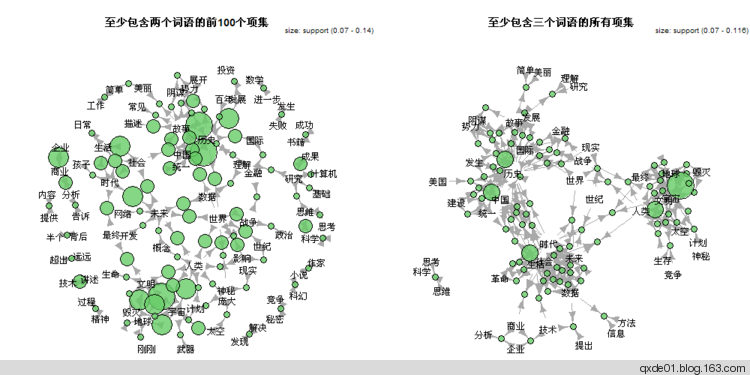 至少包含两个词语的前100个项集
size: support (0.07 - 0.14)
简单
美丽
工作
常见
阴谋
展开
势力
投资
百年
发展
数学
进一步
发生
失败
成功
书籍
日常
描述
故事
历史
国际
企业
生活
孩子
社会
中国
统一
理解
金融
成果
计算机
研究
基础
商业
时代
内容
分析
提供
告诉
网络
未来
数据
世界
战争
思维
思考
科学
政治
半个
背后
最终
开发
概念
世纪
影响
超出
遥远
人类
现实
技术
讲述
生命
文明
神秘
庞大
小说
科幻
过程
精神
毁灭
地球
宇宙
计划
太空
竞争
秘密
解决
发现
刚刚
武器
至少包含三个词语的所有项集
size: support (0.07 - 0.116)
简单
美丽
理解
研究
阴谋
势力
故事
发展
金融
国际
现实
战争
发生
历史
世界
最终
地球
毁灭
美国
中国
世纪
文明
宇宙
人类
建设
统一
太空
计划
神秘
时代
未来
社会
生活
生存
竞争
思考
科学
思维
革命
数据
商业
分析
企业
技术
方法
信息
提出
qxde01.blog.163.com